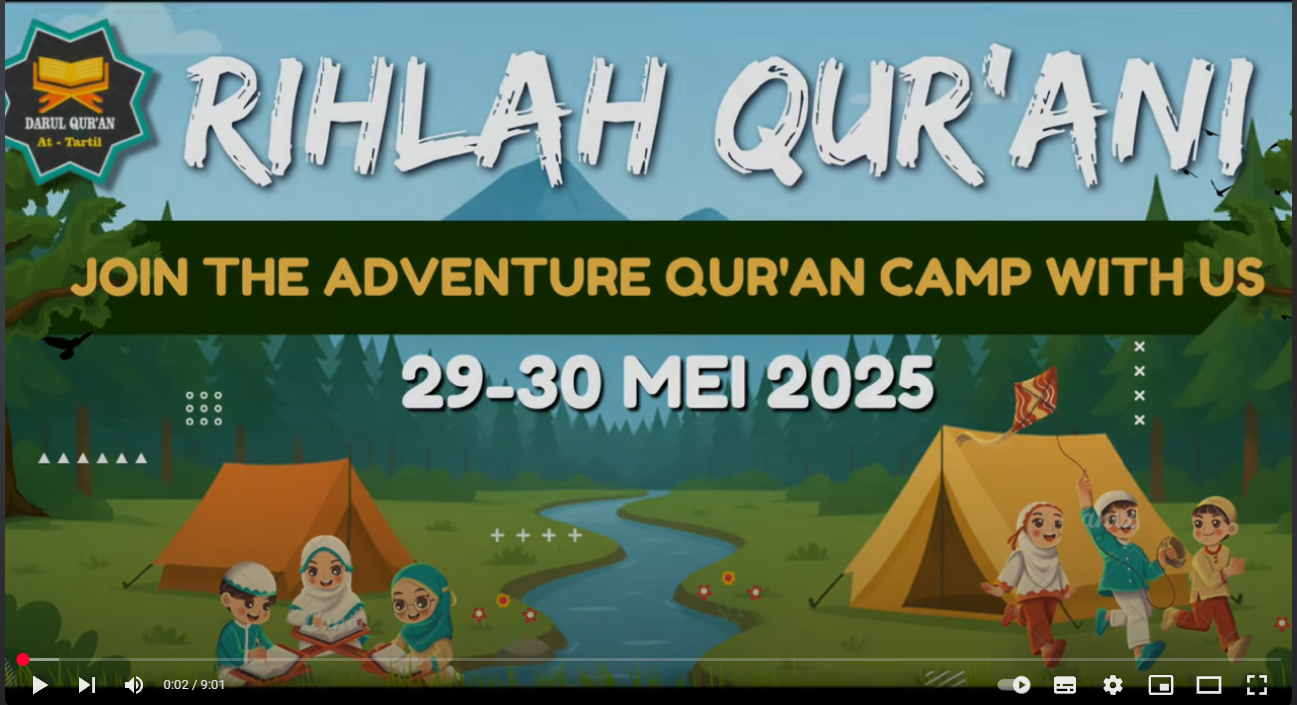 DARUL QUR'AN
At - Tartil
RIHLAH QUR'ANI
JOIN THE ADVENTURE QUR'AN CAMP WITH US
29-30 MEI 2025
0:02 / 9:01